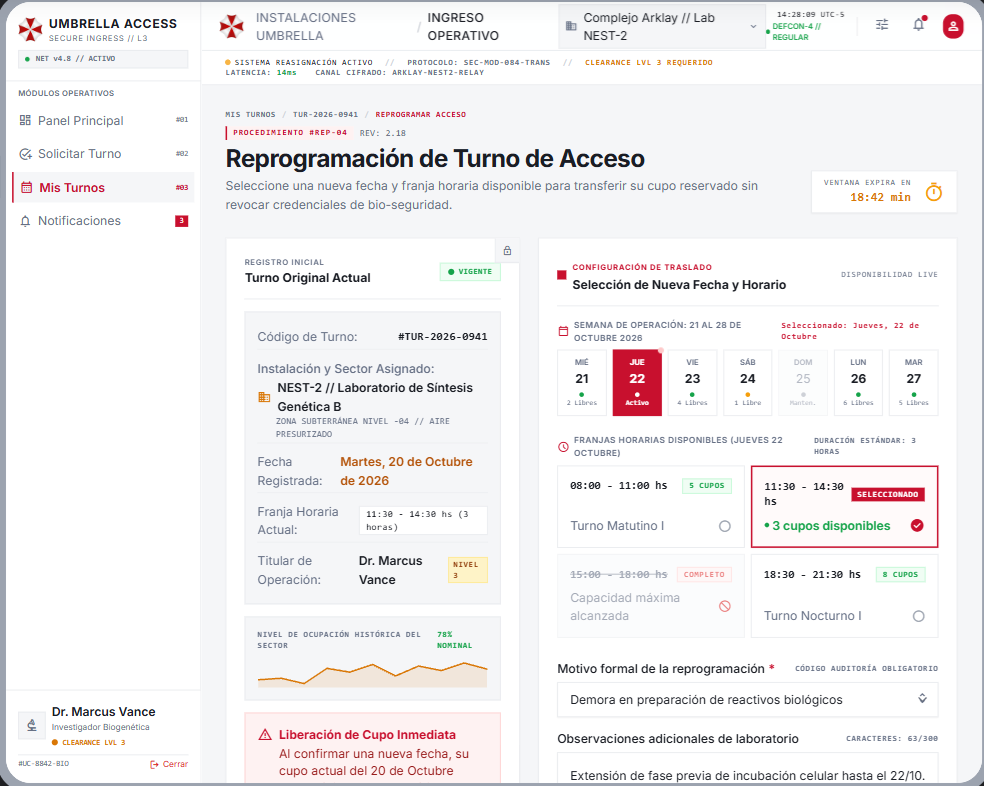 UMBRELLA ACCESS
SECURE INGRESS // L3
NET v4.8 // ACTIVO
MÓDULOS OPERATIVOS
Panel Principal #01
Solicitar Turno #02
Mis Turnos #03
Notificaciones 3
Dr. Marcus Vance
Investigador Biogenética
CLEARANCE LVL 3
#UC-8842-BIO Cerrar
INSTALACIONES
UMBRELLA
/
INGRESO
OPERATIVO
Complejo Arklay // Lab
NEST-2
14:28:09 UTC-5
DEFCON-4 //
REGULAR
SISTEMA REASIGNACIÓN ACTIVO // PROTOCOLO: SEC-MOD-084-TRANS // CLEARANCE LVL 3 REQUERIDO
LATENCIA: 14ms CANAL CIFRADO: ARKLAY-NEST2-RELAY
MIS TURNOS / TUR-2026-0941 / REPROGRAMAR ACCESO
PROCEDIMIENTO #REP-04 REV: 2.18
Reprogramación de Turno de Acceso
Seleccione una nueva fecha y franja horaria disponible para transferir su cupo reservado sin
revocar credenciales de bio-seguridad.
VENTANA EXPIRA EN
18:42 min
REGISTRO INICIAL
Turno Original Actual
VIGENTE
Código de Turno: #TUR-2026-0941
Instalación y Sector Asignado:
NEST-2 // Laboratorio de Síntesis
Genética B
ZONA SUBTERRÁNEA NIVEL -04 // AIRE
PRESURIZADO
Fecha
Registrada:
Martes, 20 de Octubre
de 2026
Franja Horaria
Actual:
11:30 - 14:30 hs (3
horas)
Titular de
Operación:
Dr. Marcus
Vance
NIVEL
3
NIVEL DE OCUPACIÓN HISTÓRICA DEL
SECTOR
78%
NOMINAL
Liberación de Cupo Inmediata
Al confirmar una nueva fecha, su
cupo actual del 20 de Octubre
CONFIGURACIÓN DE TRASLADO
Selección de Nueva Fecha y Horario
DISPONIBILIDAD LIVE
SEMANA DE OPERACIÓN: 21 AL 28 DE
OCTUBRE 2026
Seleccionado: Jueves, 22 de
Octubre
MIÉ JUE VIE SÁB DOM LUN MAR
21 22 23 24 25 26 27
2 Libres Activo 4 Libres 1 Libre Manten. 6 Libres 5 Libres
FRANJAS HORARIAS DISPONIBLES (JUEVES 22
OCTUBRE)
DURACIÓN ESTÁNDAR: 3
HORAS
08:00 - 11:00 hs 5 CUPOS
Turno Matutino I
11:30 - 14:30
hs
SELECCIONADO
3 cupos disponibles
15:00 - 18:00 hs COMPLETO
Capacidad máxima
alcanzada
18:30 - 21:30 hs 8 CUPOS
Turno Nocturno I
Motivo formal de la reprogramación * CÓDIGO AUDITORÍA OBLIGATORIO
Demora en preparación de reactivos biológicos
Observaciones adicionales de laboratorio CARACTERES: 63/300
Extensión de fase previa de incubación celular hasta el 22/10.